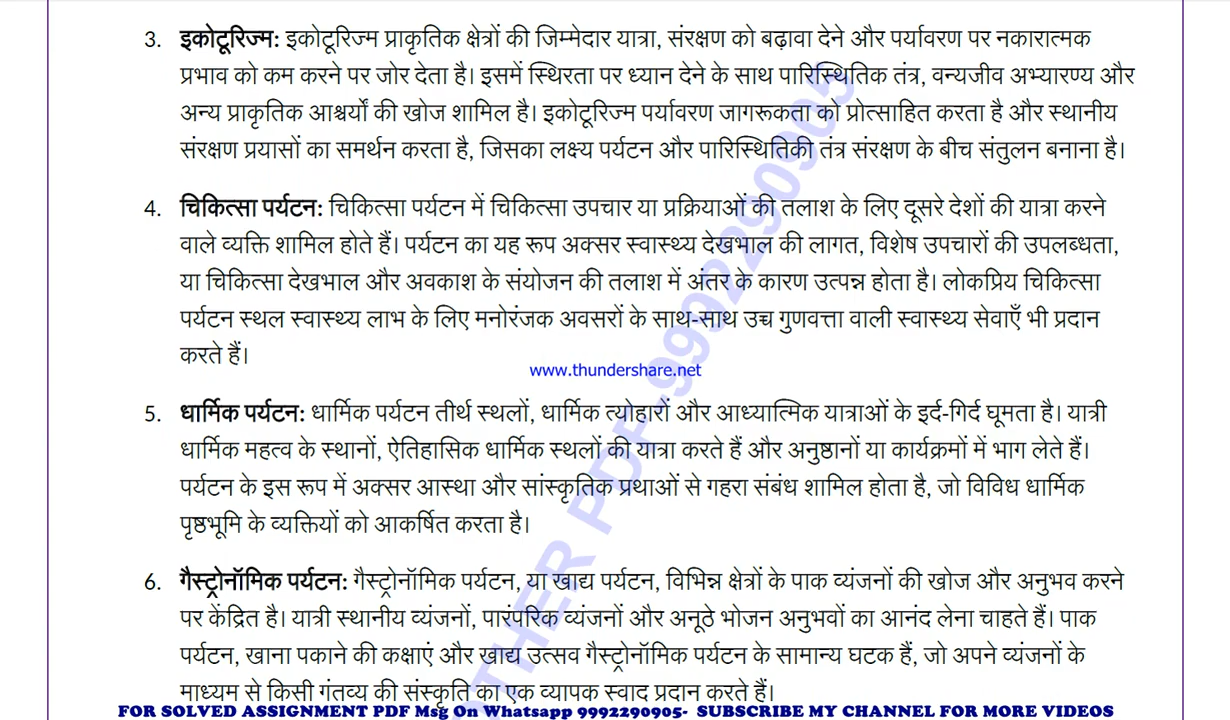 3. इकोटूरिज्म: इकोटूरिज्म प्राकृतिक क्षेत्रों की जिम्मेदार यात्रा, संरक्षण को बढ़ावा देने और पर्यावरण पर नकारात्मक
प्रभाव को कम करने पर जोर देता है। इसमें स्थिरता पर ध्यान देने के साथ पारिस्थितिक तंत्र, वन्यजीव अभ्यारण्य और
अन्य प्राकृतिक आश्चर्यों की खोज शामिल है। इकोटूरिज्म पर्यावरण जागरूकता को प्रोत्साहित करता है और स्थानीय
संरक्षण प्रयासों का समर्थन करता है, जिसका लक्ष्य पर्यटन और पारिस्थितिकी तंत्र संरक्षण के बीच संतुलन बनाना है।
4. चिकित्सा पर्यटन: चिकित्सा पर्यटन में चिकित्सा उपचार या प्रक्रियाओं की तलाश के लिए दूसरे देशों की यात्रा करने
वाले व्यक्ति शामिल होते हैं। पर्यटन का यह रूप अक्सर स्वास्थ्य देखभाल की लागत, विशेष उपचारों की उपलब्धता,
या चिकित्सा देखभाल और अवकाश के संयोजन की तलाश में अंतर के कारण उत्पन्न होता है। लोकप्रिय चिकित्सा
पर्यटन स्थल स्वास्थ्य लाभ के लिए मनोरंजक अवसरों के साथ-साथ उच्च गुणवत्ता वाली स्वास्थ्य सेवाएँ भी प्रदान
करते हैं।
www.thundershare.net
5. धार्मिक पर्यटन: धार्मिक पर्यटन तीर्थ स्थलों, धार्मिक त्योहारों और आध्यात्मिक यात्राओं के इर्द-गिर्द घूमता है। यात्री
धार्मिक महत्व के स्थानों, ऐतिहासिक धार्मिक स्थलों की यात्रा करते हैं और अनुष्ठानों या कार्यक्रमों में भाग लेते हैं।
पर्यटन के इस रूप में अक्सर आस्था और सांस्कृतिक प्रथाओं से गहरा संबंध शामिल होता है, जो विविध धार्मिक
पृष्ठभूमि के व्यक्तियों को आकर्षित करता है।
6. गैस्ट्रोनॉमिक पर्यटन: गैस्ट्रोनॉमिक पर्यटन, या खाद्य पर्यटन, विभिन्न क्षेत्रों के पाक व्यंजनों की खोज और अनुभव करने
पर केंद्रित है। यात्री स्थानीय व्यंजनों, पारंपरिक व्यंजनों और अनूठे भोजन अनुभवों का आनंद लेना चाहते हैं। पाक
पर्यटन, खाना पकाने की कक्षाएं और खाद्य उत्सव गैस्ट्रोनॉमिक पर्यटन के सामान्य घटक हैं, जो अपने व्यंजनों के
माध्यम से किसी गंतव्य की संस्कृति का एक व्यापक स्वाद प्रदान करते हैं।
THER PDF-9992290905
FOR SOLVED ASSIGNMENT PDF Msg On Whatsapp 9992290905- SUBSCRIBE MY CHANNEL FOR MORE VIDEOS